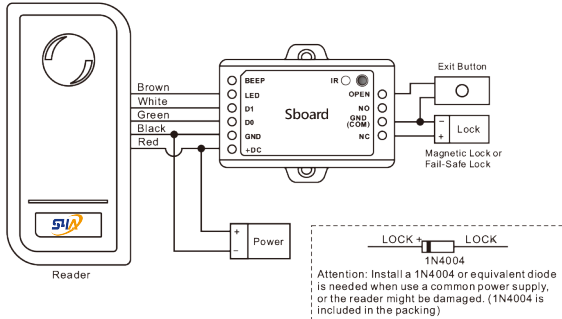 Brown
White
Green
Black
Red
S4A
Reader
BEEP
LED
D1
D0
GND
+DC
Sboard
IR
OPEN
NO
GND
(COM)
NC
Exit Button
− Lock
+
Magnetic Lock or
Fail-Safe Lock
+
− Power
LOCK + LOCK
1N4004
Attention: Install a 1N4004 or equivalent diode
is needed when use a common power supply,
or the reader might be damaged. (1N4004 is
included in the packing)